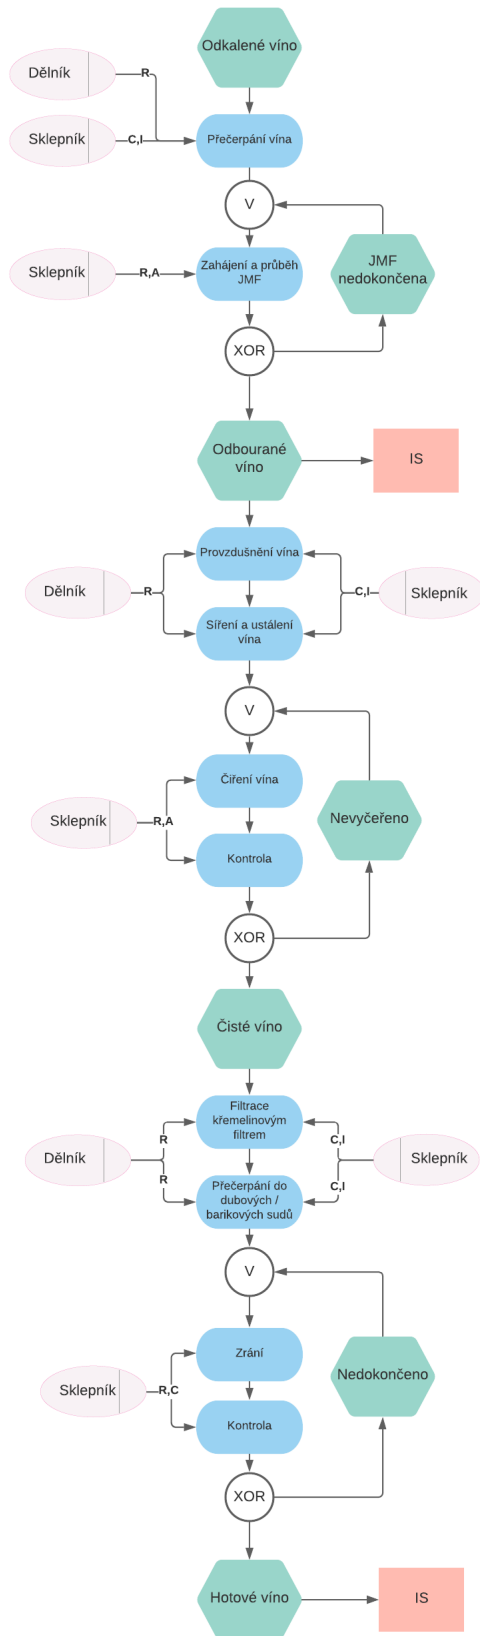 Odkalené víno
Dělník
R
Sklepník
C,I
Přečerpání vína
V
Sklepník
R,A
Zahájení a průběh
JMF
JMF
nedokončena
XOR
Odbourané
víno
IS
Provzdušnění vína
Dělník
R
C,I
Sklepník
Síření a ustálení
vína
V
Čiření vína
Sklepník
R,A
Nevyčeřeno
Kontrola
XOR
Čisté víno
Filtrace
křemelinovým
filtrem
R
C,I
Dělník
Sklepník
R
C,I
Přečerpání do
dubových /
barikových sudů
V
Zrání
Nedokončeno
Sklepník
R,C
Kontrola
XOR
Hotové víno
IS